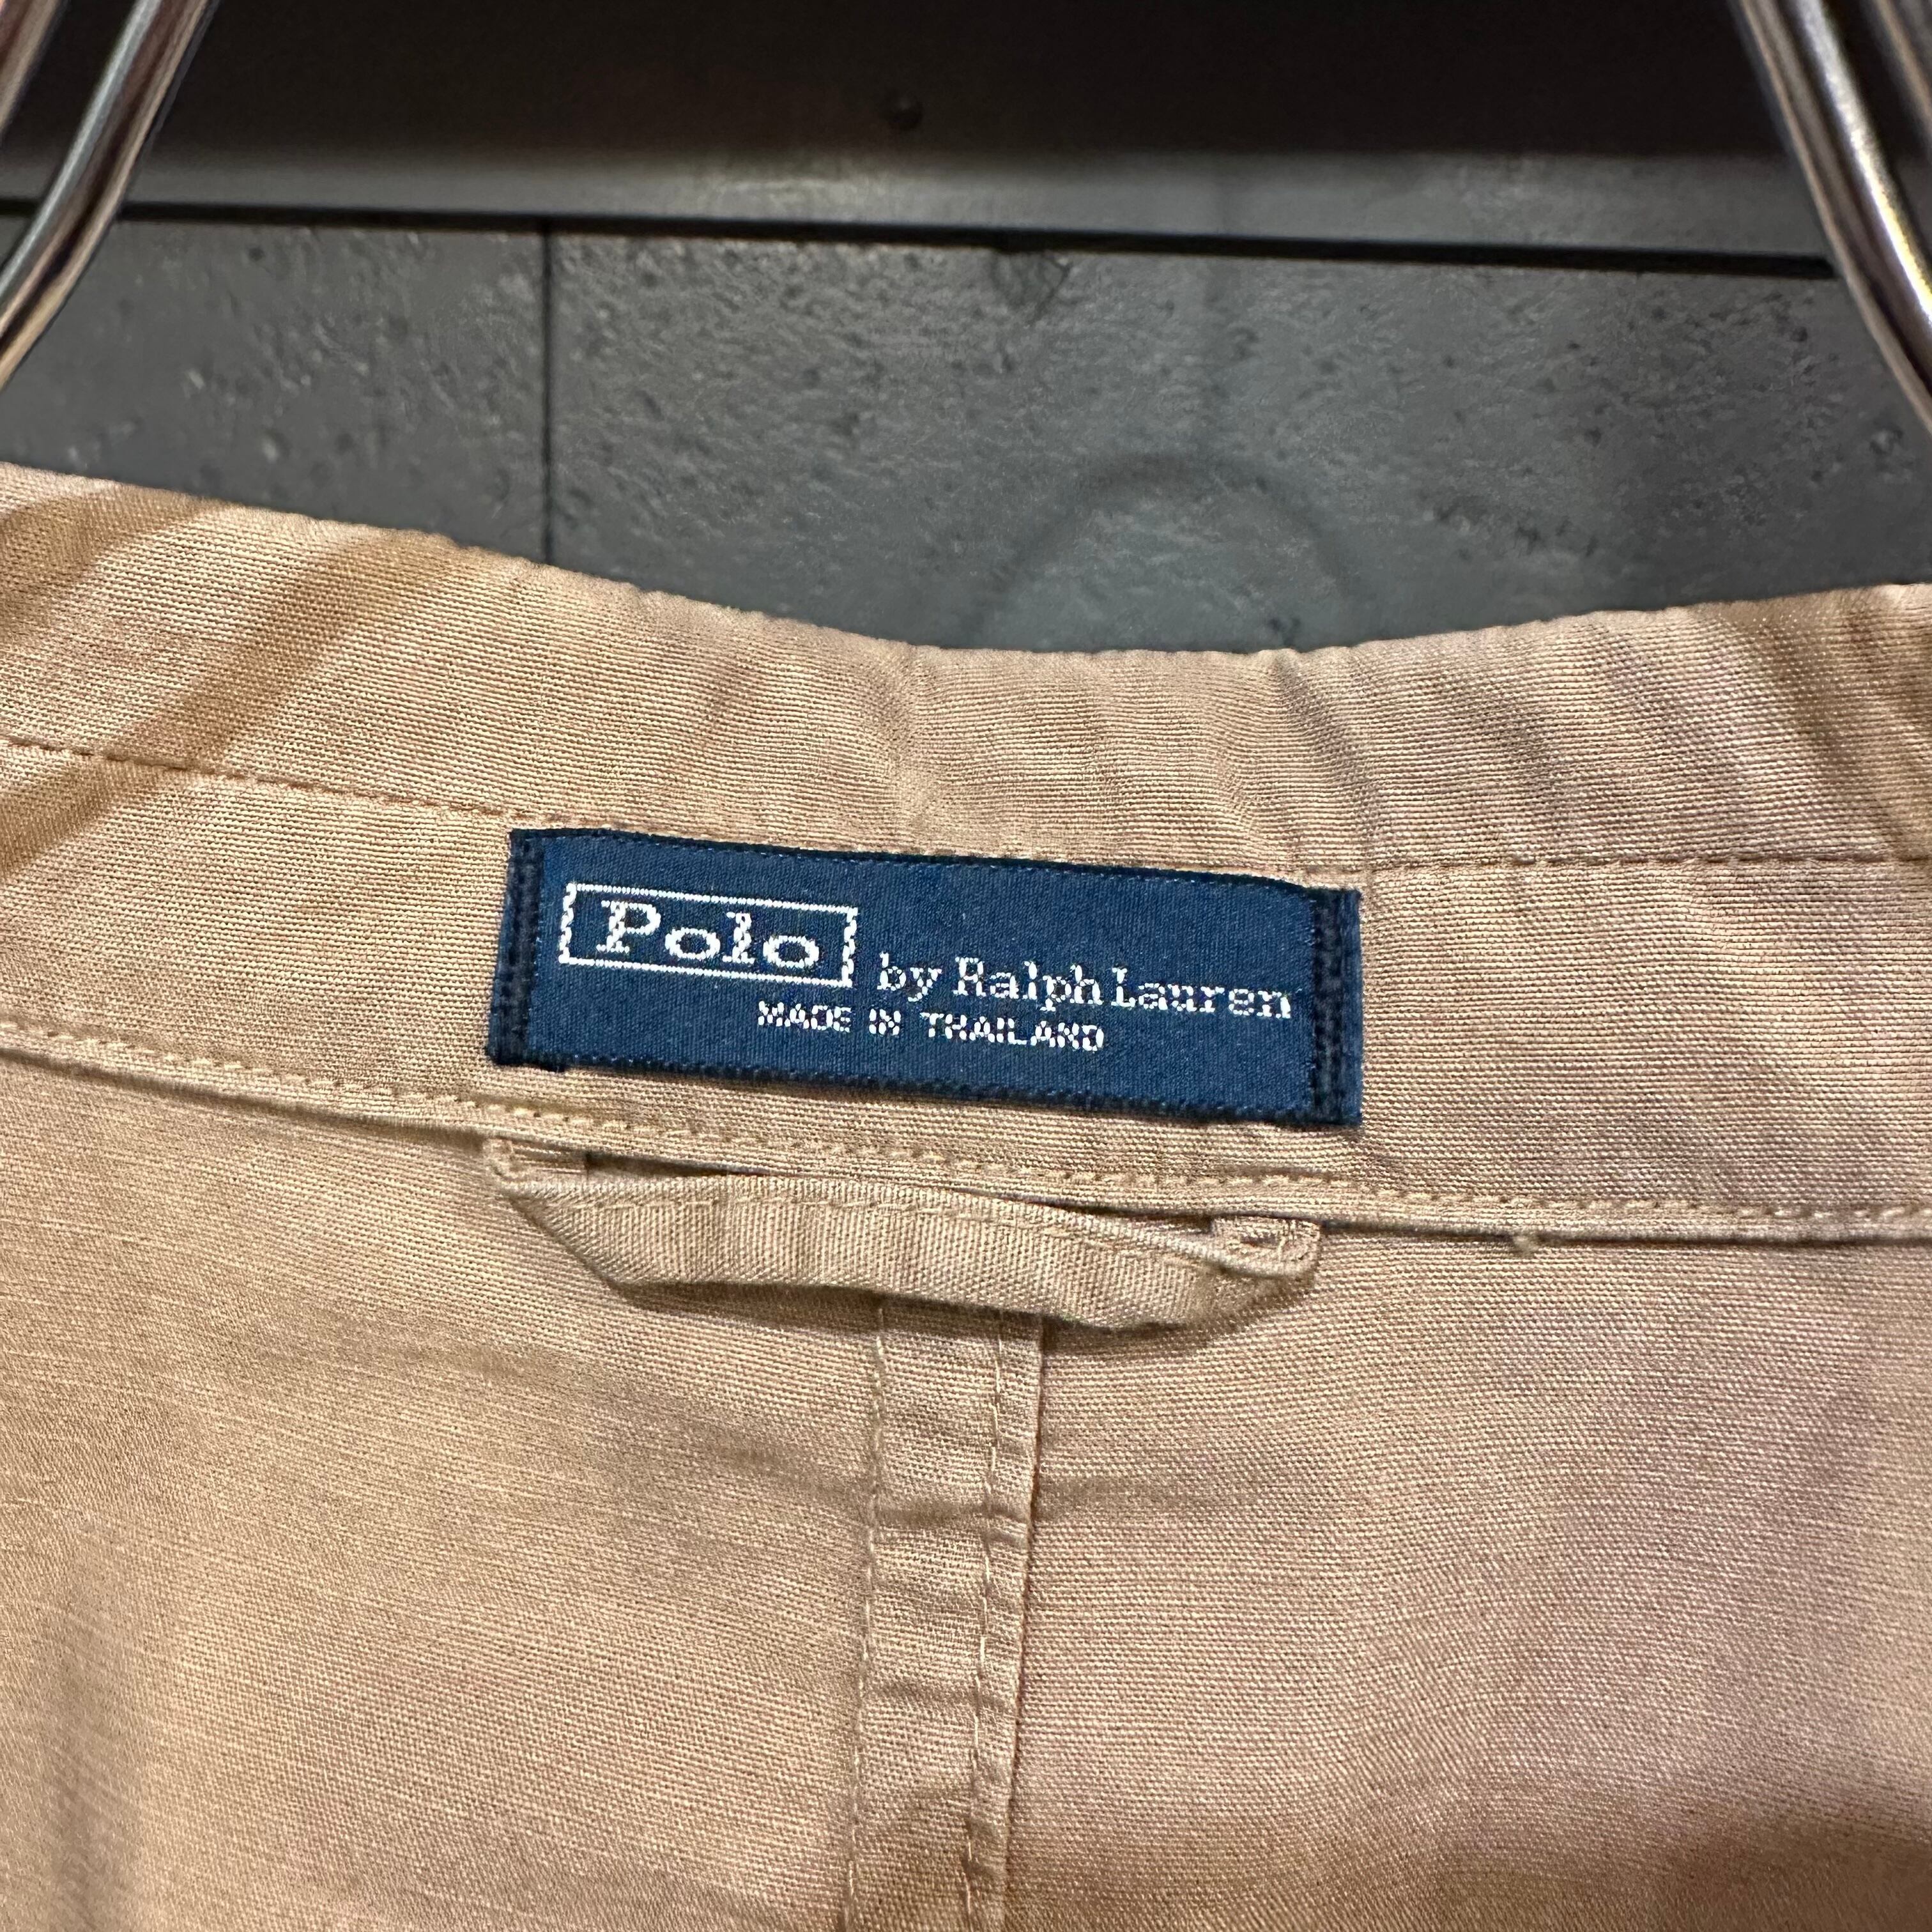 Polo by Ralph Lauren
MADE IN THAILAND